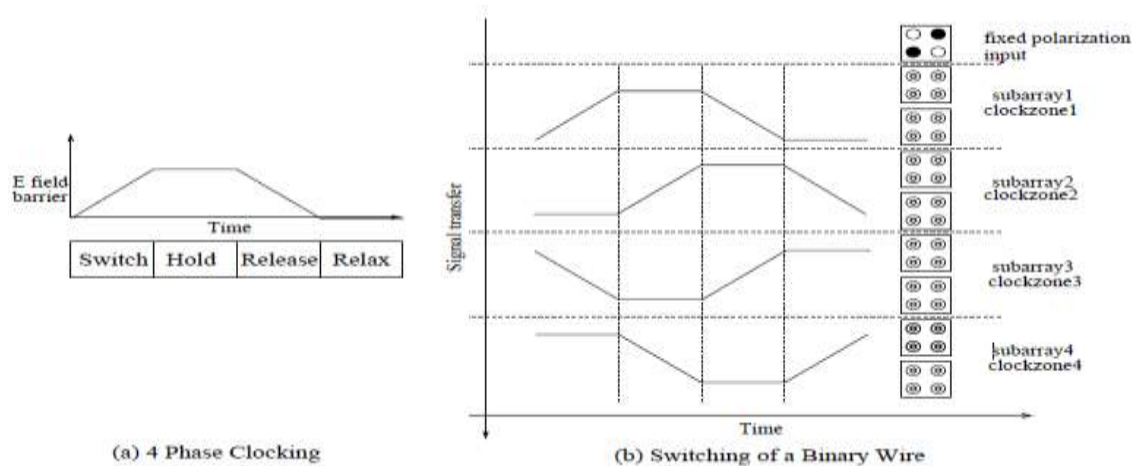 E field
barrier
Time
Switch
Hold
Release
Relax
(a) 4 Phase Clocking
Signal transfer
fixed polarization
input
subarray1
clockzone1
subarray2
clockzone2
subarray3
clockzone3
subarray4
clockzone4
Time
(b) Switching of a Binary Wire